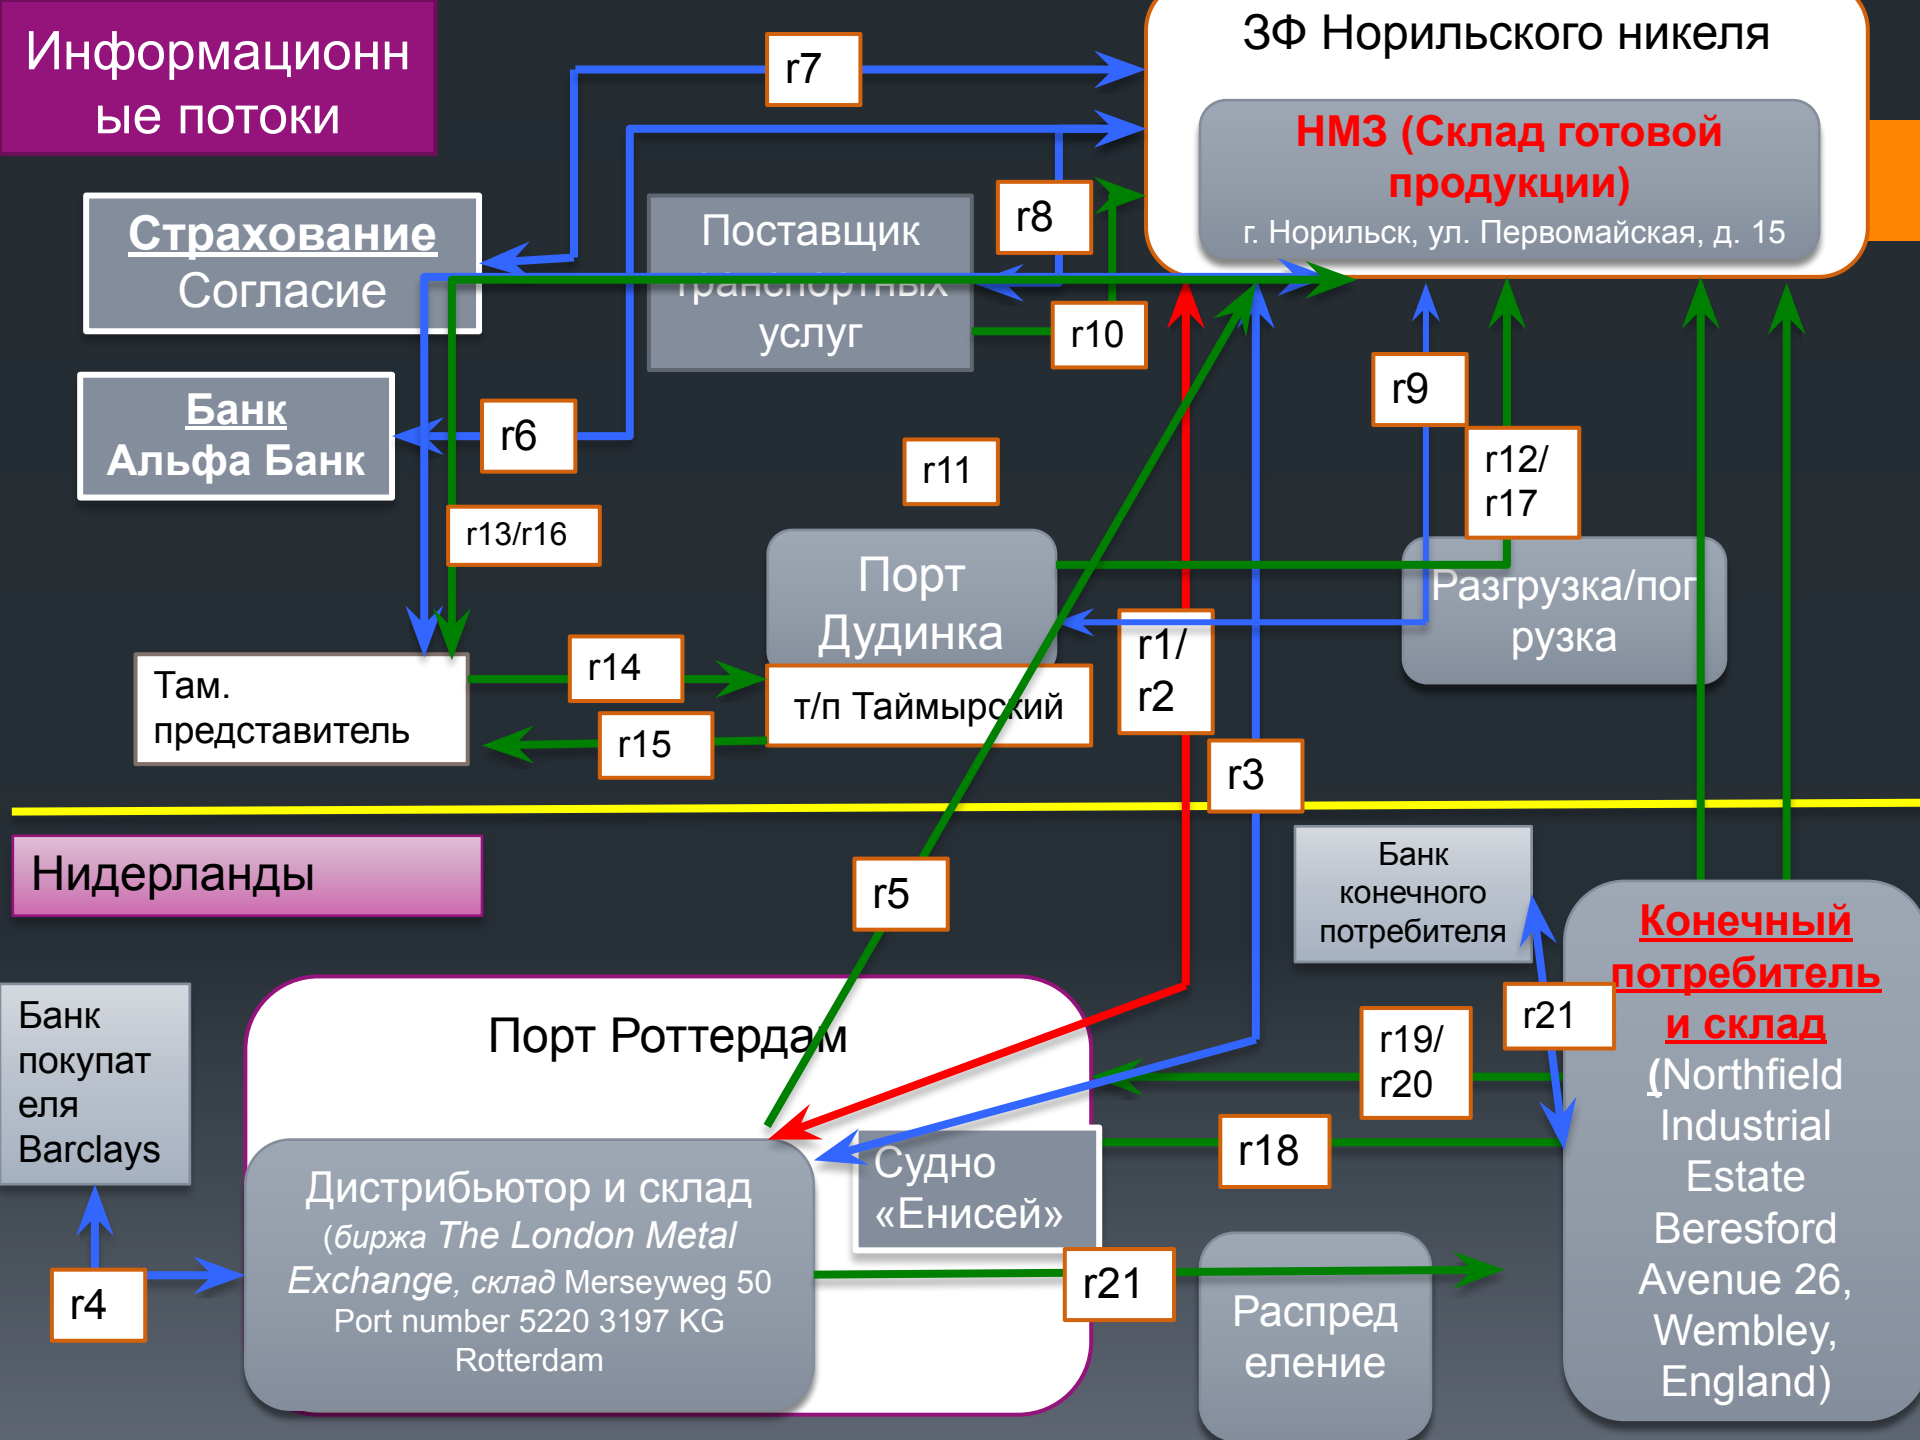 Информационн
ые потоки
ЗФ Норильского никеля
НМЗ (Склад готовой
продукции)
г. Норильск, ул. Первомайская, д. 15
r7
Страхование
Согласие
Поставщик
транспортных
услуг
r8
r10
Банк
Альфа Банк
r6
r9
r11
r12/
r17
r13/r16
Порт
Дудинка
т/п Таймырский
Разгрузка/пог
рузка
r1/
r2
r14
Там.
представитель
r15
r3
Нидерланды
r5
Банк
конечного
потребителя
Конечный
потребитель
и склад
(Northfield
Industrial
Estate
Beresford
Avenue 26,
Wembley,
England)
r21
Банк
покупат
еля
Barclays
Порт Роттердам
r19/
r20
r18
Судно
«Енисей»
Дистрибьютор и склад
(биржа The London Metal
Exchange, склад Merseyweg 50
Port number 5220 3197 KG
Rotterdam
r4
r21
Распред
еление